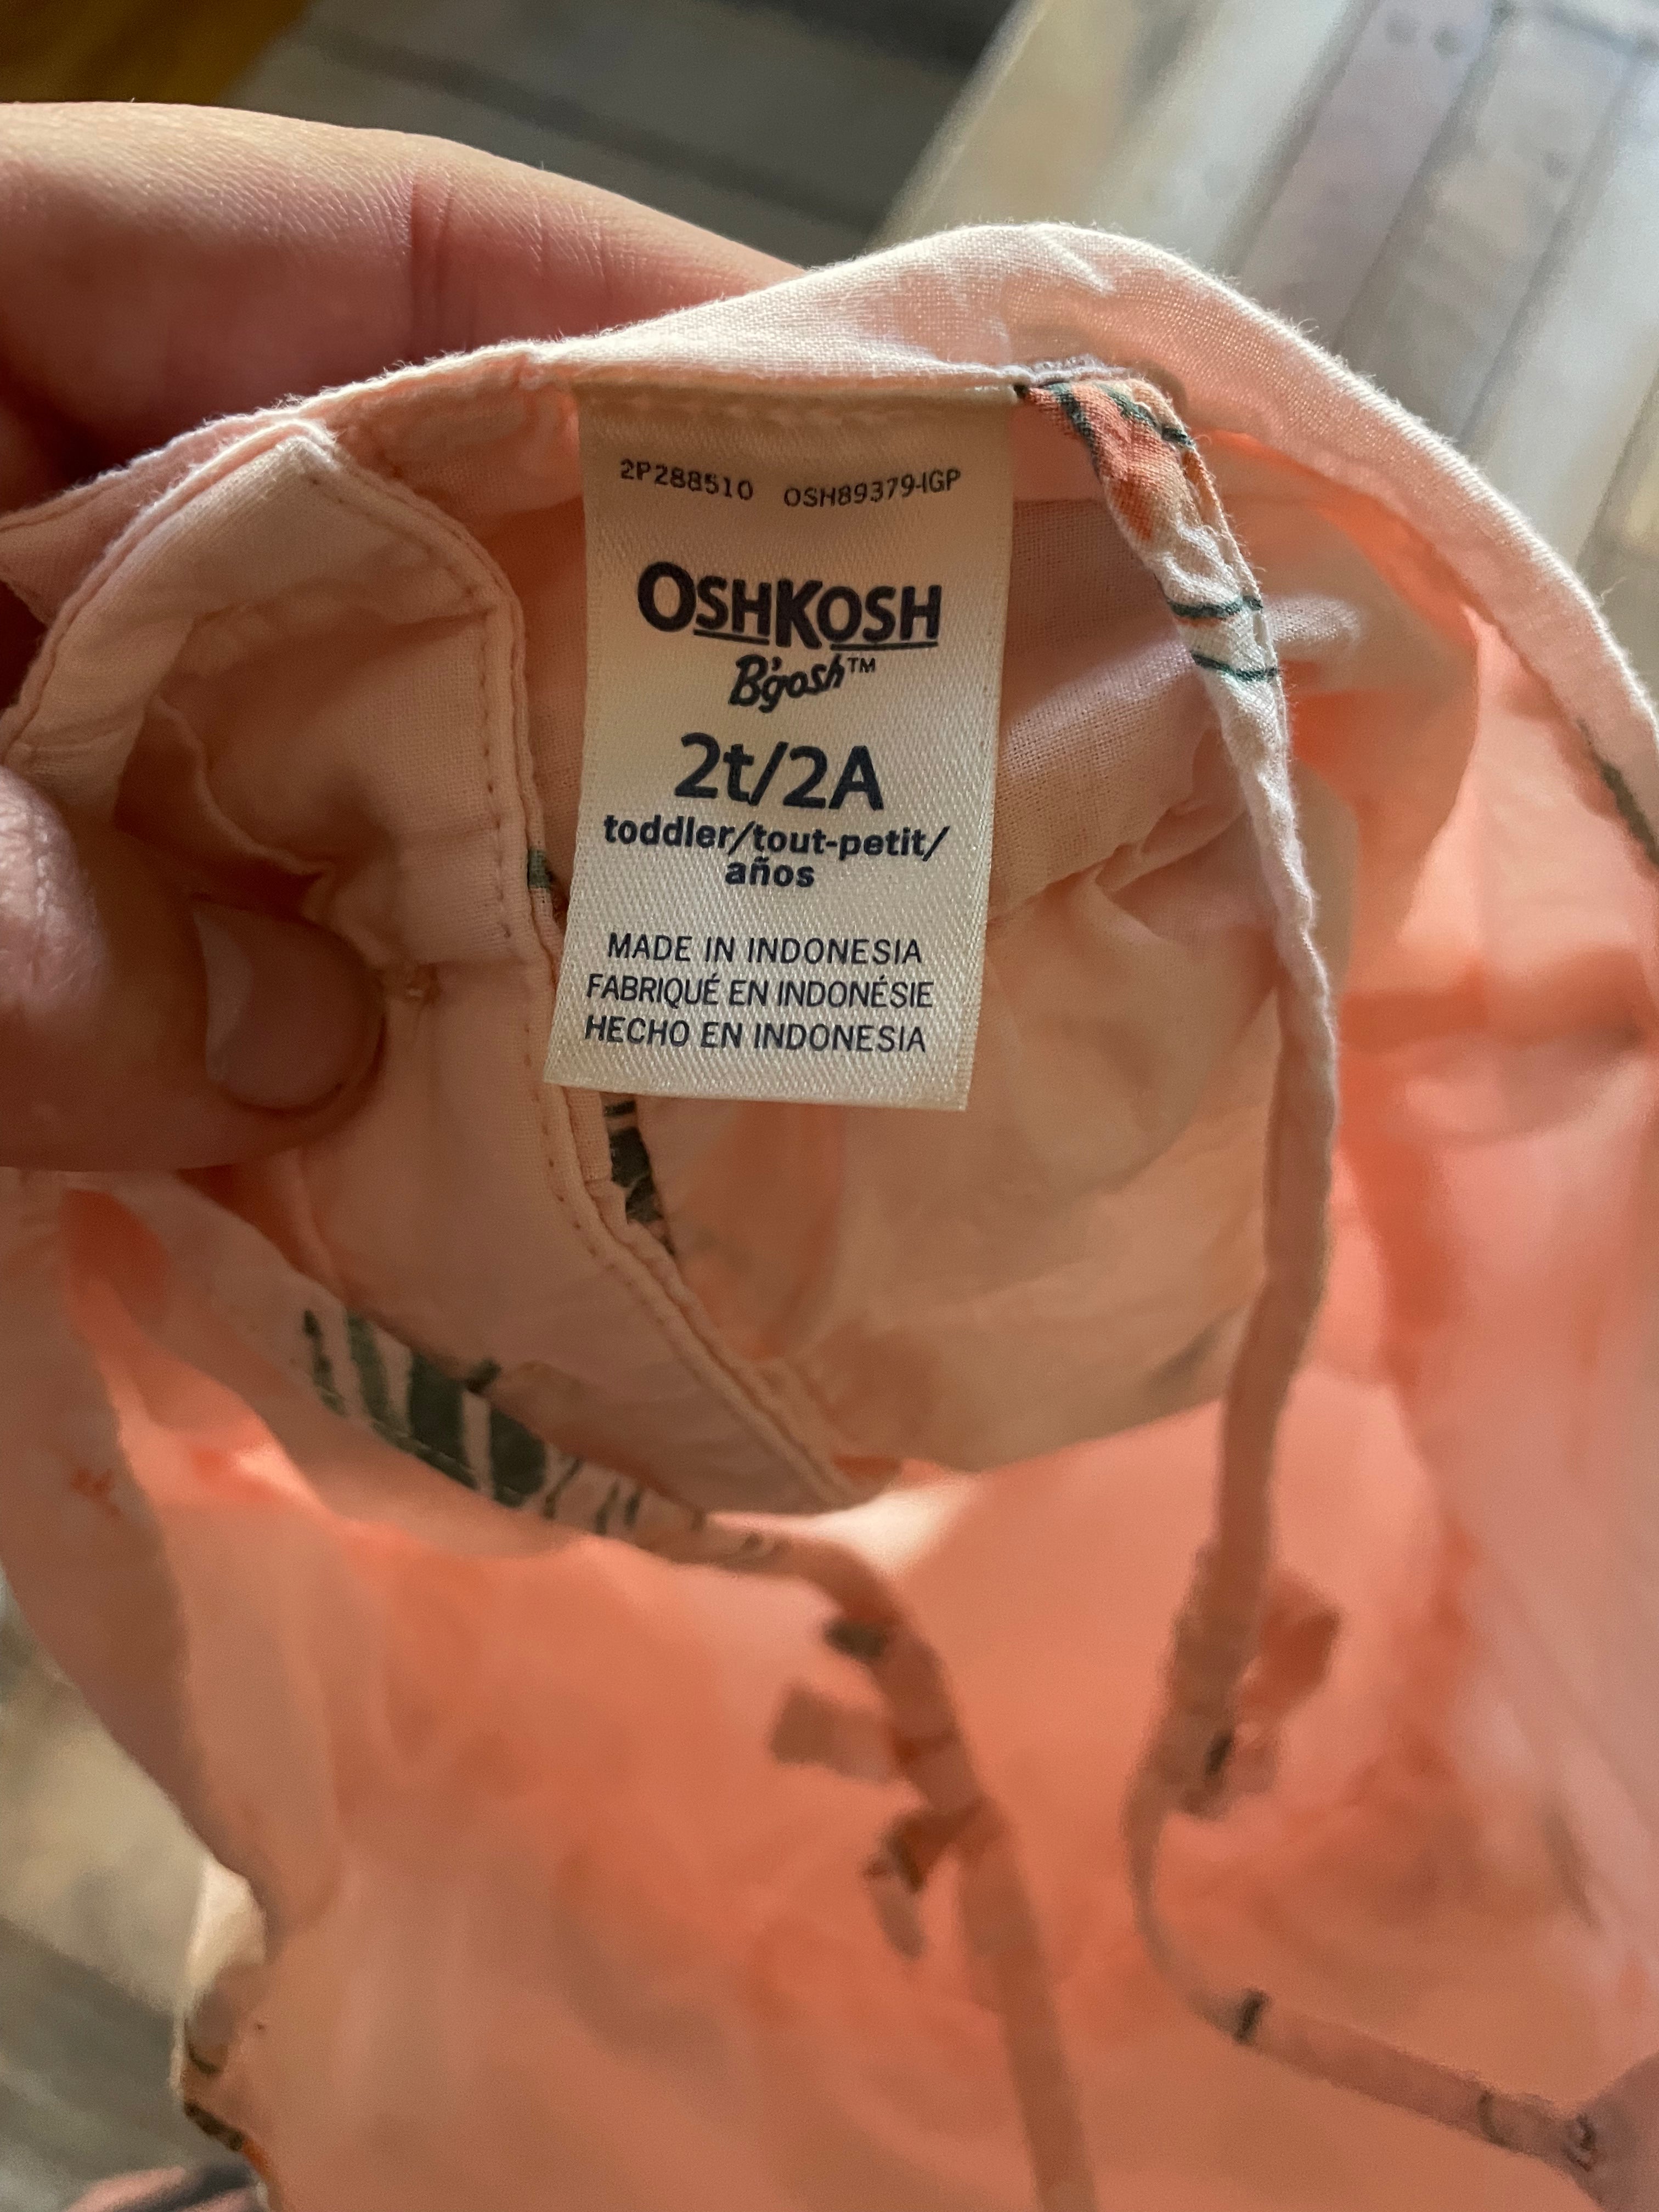 2P288510 OSH89379-IGP
OSHKOSH
B'gosh™
2t/2A
toddler/tout-petit/
años
MADE IN INDONESIA
FABRIQUÉ EN INDONÉSIE
HECHO EN INDONESIA